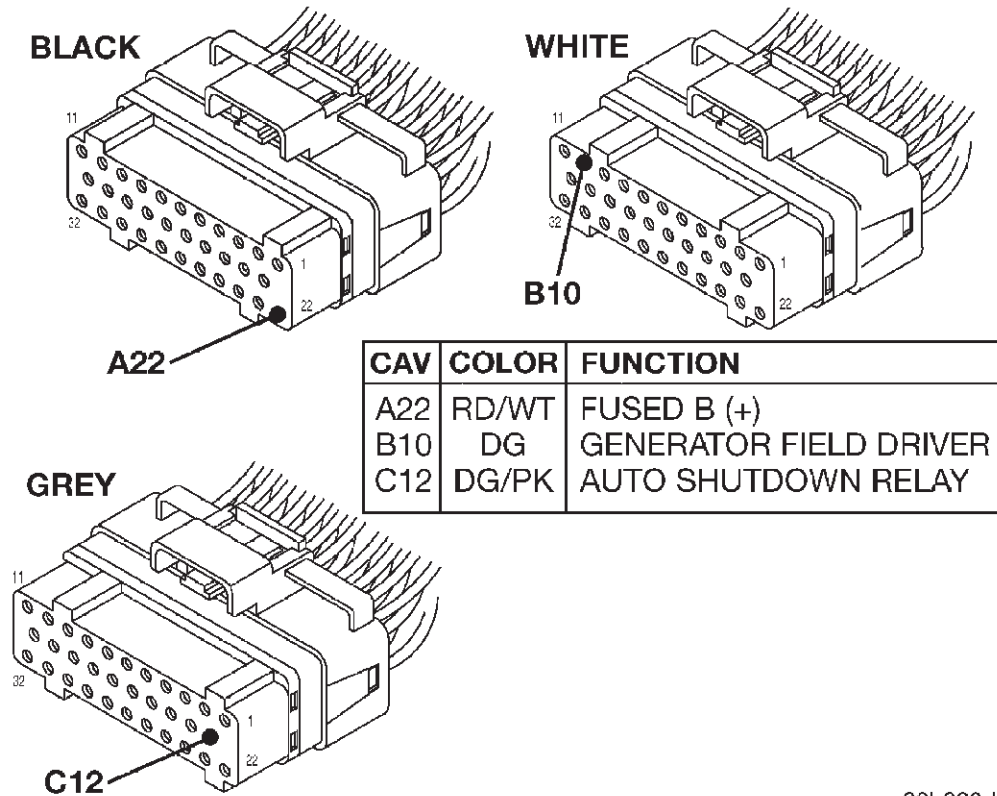 BLACK
WHITE
11
32
1
22
A22
11
32
1
22
B10
CAV COLOR FUNCTION
A22 RD/WT FUSED B (+)
B10 DG GENERATOR FIELD DRIVER
C12 DG/PK AUTO SHUTDOWN RELAY
GREY
11
32
1
22
C12